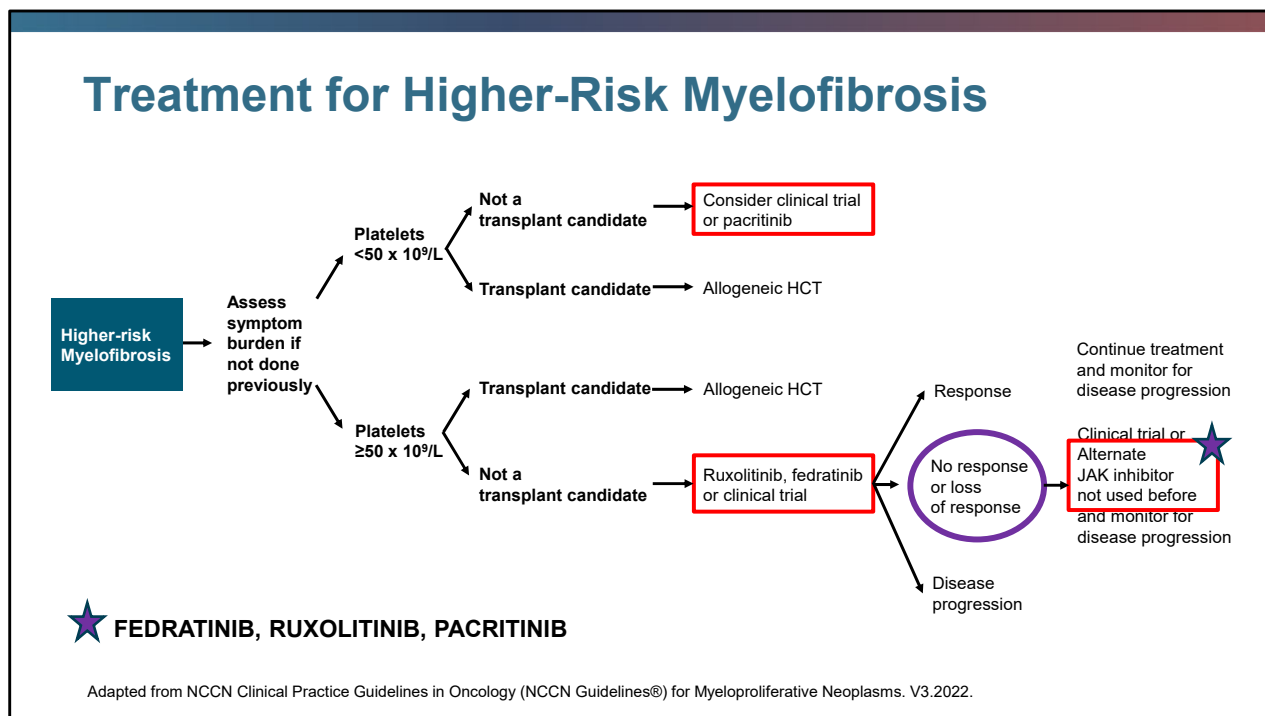 Treatment for Higher-Risk Myelofibrosis
Higher-risk
Myelofibrosis
Assess
symptom
burden if
not done
previously
Platelets
<50 x 10⁹/L
Not a
transplant candidate
Consider clinical trial
or pacritinib
Transplant candidate
Allogeneic HCT
Platelets
≥50 x 10⁹/L
Transplant candidate
Allogeneic HCT
Not a
transplant candidate
Ruxolitinib, fedratinib
or clinical trial
Response
Continue treatment
and monitor for
disease progression
No response
or loss
of response
Clinical trial or
Alternate
JAK inhibitor
not used before
and monitor for
disease progression
Disease
progression
FEDRATINIB, RUXOLITINIB, PACRITINIB
Adapted from NCCN Clinical Practice Guidelines in Oncology (NCCN Guidelines®) for Myeloproliferative Neoplasms. V3.2022.